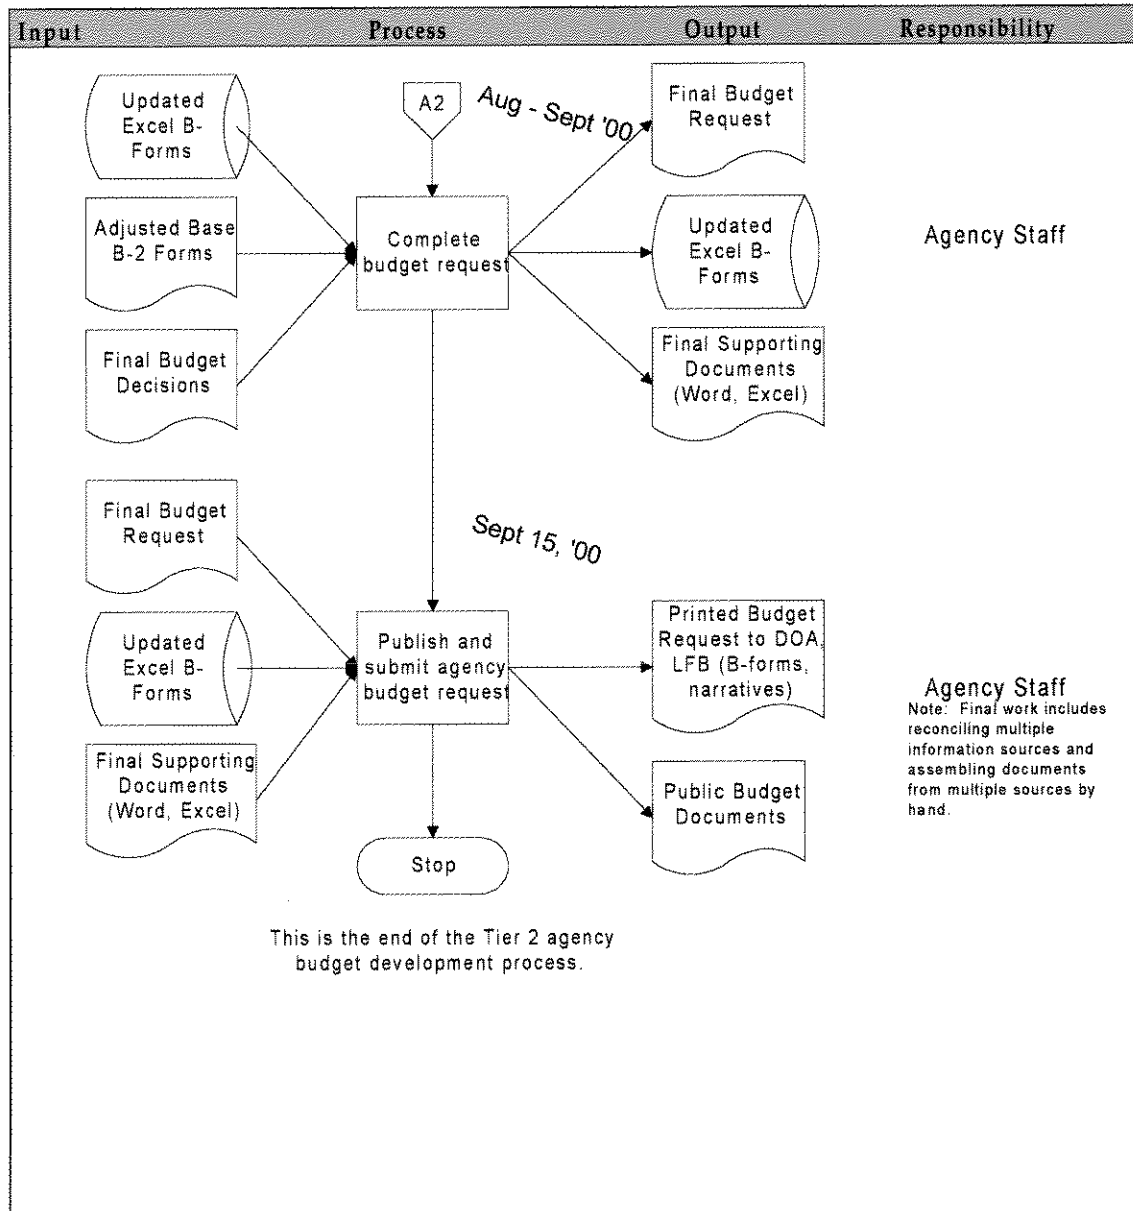 Input Process Output Responsibility
Updated
Excel B-
Forms
A2
Aug - Sept '00
Final Budget
Request
Adjusted Base
B-2 Forms
Complete
budget request
Updated
Excel B-
Forms
Agency Staff
Final Budget
Decisions
Final Supporting
Documents
(Word, Excel)
Final Budget
Request
Sept 15, '00
Updated
Excel B-
Forms
Publish and
submit agency
budget request
Printed Budget
Request to DOA,
LFB (B-forms,
narratives)
Agency Staff
Note: Final work includes
reconciling multiple
information sources and
assembling documents
from multiple sources by
hand.
Final Supporting
Documents
(Word, Excel)
Public Budget
Documents
Stop
This is the end of the Tier 2 agency
budget development process.